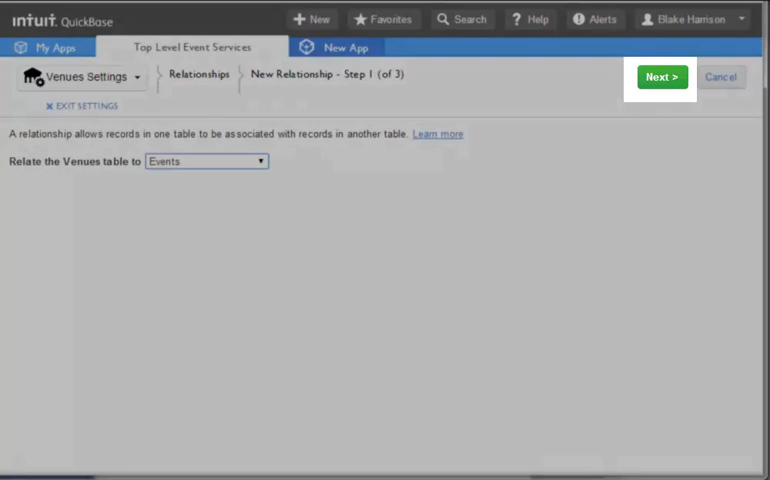 intuit. QuickBase
New
Favorites
Search
Help
Alerts
Blake Harrison
My Apps
Top Level Event Services
New App
Venues Settings
Relationships
New Relationship - Step 1 (of 3)
Next >
Cancel
EXIT SETTINGS
A relationship allows records in one table to be associated with records in another table. Learn more
Relate the Venues table to Events